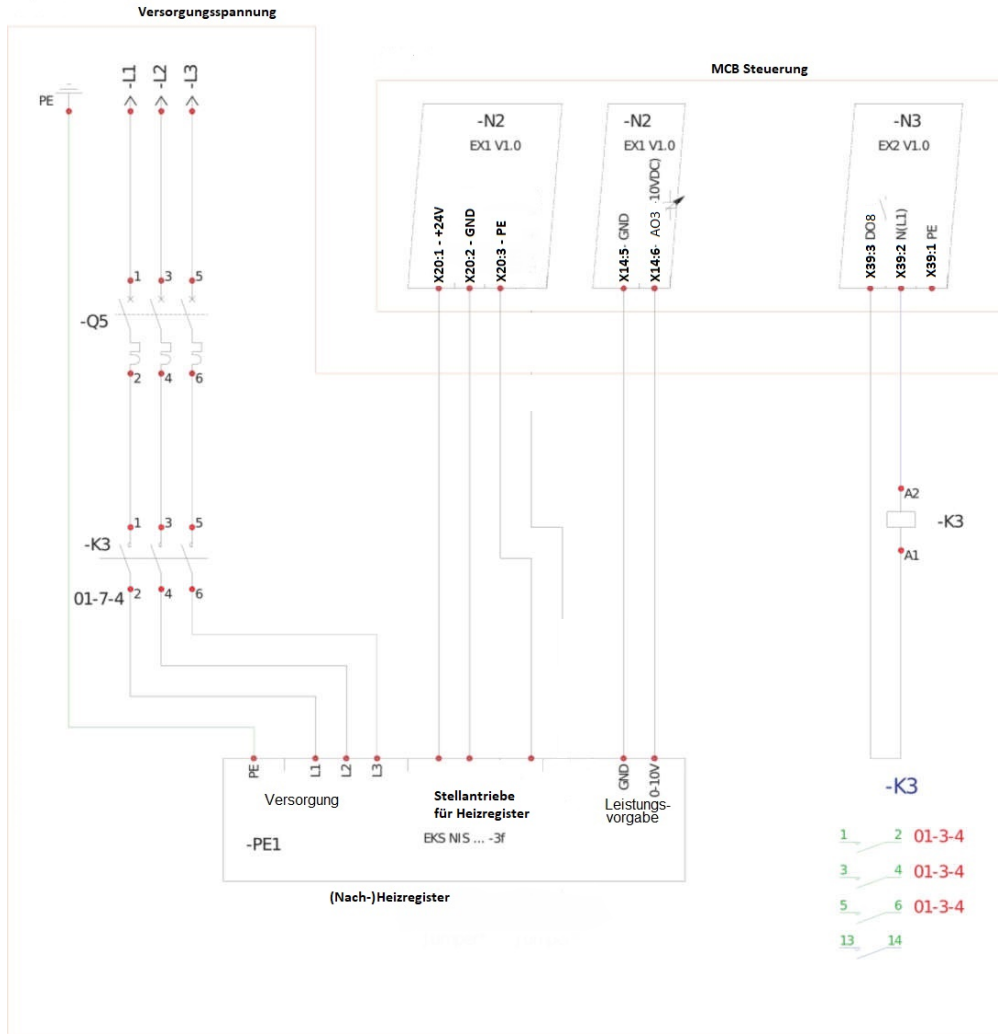 Versorgungsspannung
MCB Steuerung
PE
-L1
-L2
-L3
-N2
EX1 V1.0
X20:1 - +24V
X20:2 - GND
X20:3 - PE
-N2
EX1 V1.0
X14:5- GND
X14:6- AO3 ·10VDC)
-N3
EX2 V1.0
X39:3 DO8
X39:2 N(L1)
X39:1 PE
1 3 5
-Q5
2 4 6
1 3 5
-K3
01-7-4 2 4 6
A2
-K3
A1
PE
L1
L2
L3
GND
0-10V
Versorgung
Stellantriebe
für Heizregister
Leistungs-
vorgabe
-PE1
EKS NIS ... -3f
(Nach-)Heizregister
-K3
1 2 01-3-4
3 4 01-3-4
5 6 01-3-4
13 14